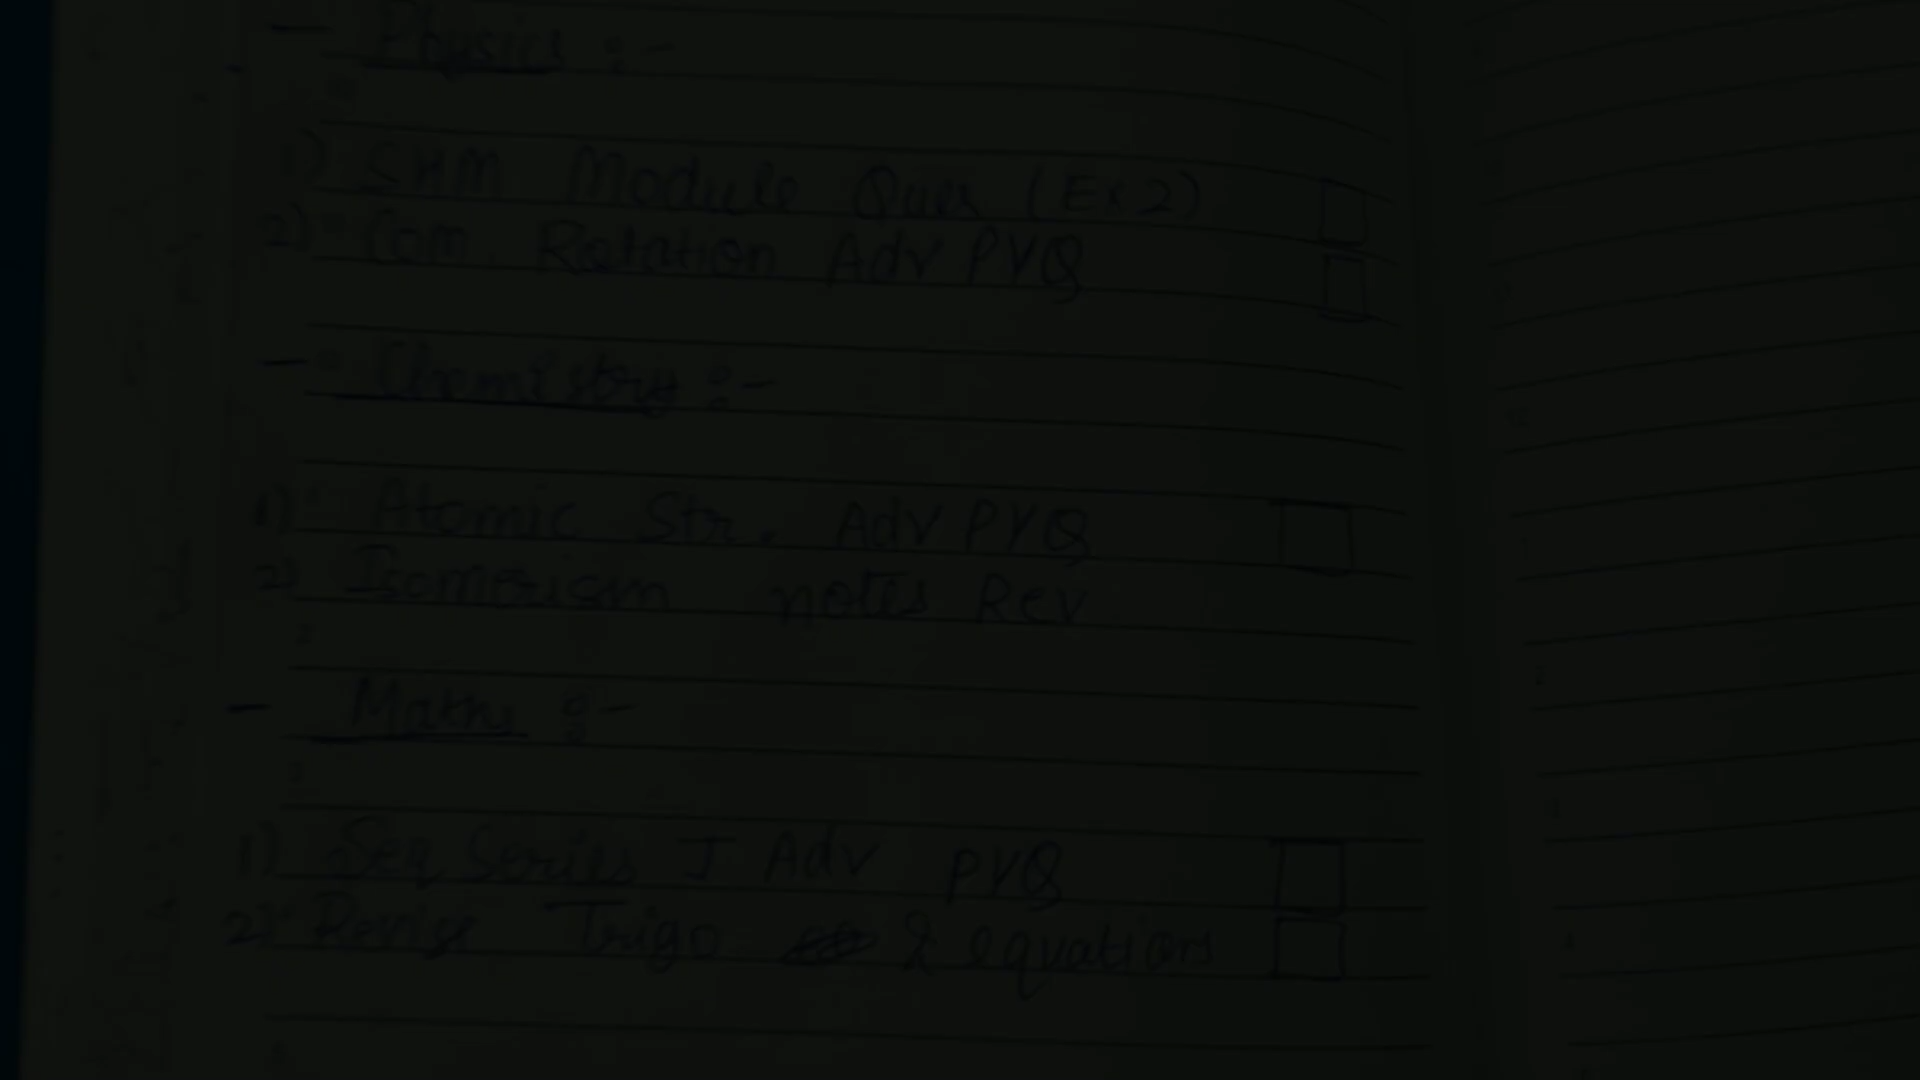 — Physics :-
1) SHM Module Ques (Ex 2)
2) Com. Rotation Adv PYQ
— Chemistry :-
1) Atomic Str. Adv PYQ
2) Isomerism notes Rev
— Maths :-
1) Seq Series J Adv PYQ
2) Revise Trigo & equations